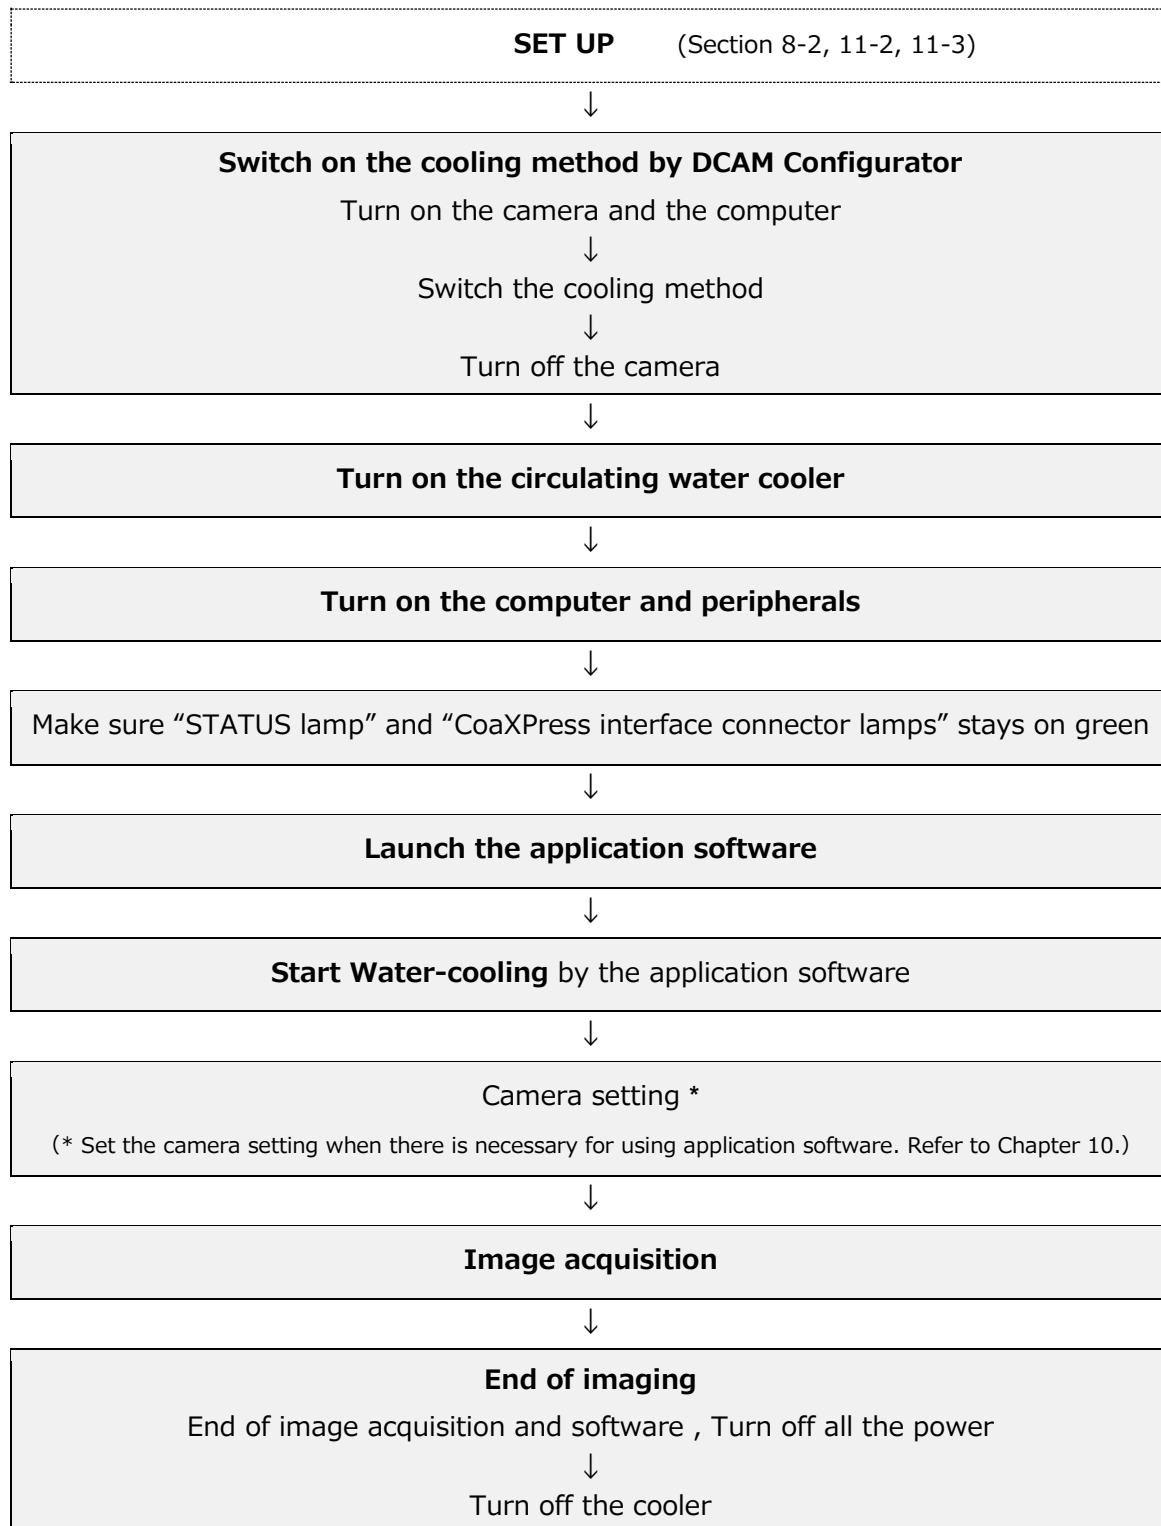 SET UP (Section 8-2, 11-2, 11-3)
↓
Switch on the cooling method by DCAM Configurator
Turn on the camera and the computer
↓
Switch the cooling method
↓
Turn off the camera
↓
Turn on the circulating water cooler
↓
Turn on the computer and peripherals
↓
Make sure “STATUS lamp” and “CoaXPress interface connector lamps” stays on green
↓
Launch the application software
↓
Start Water-cooling by the application software
↓
Camera setting *
(* Set the camera setting when there is necessary for using application software. Refer to Chapter 10.)
↓
Image acquisition
↓
End of imaging
End of image acquisition and software , Turn off all the power
↓
Turn off the cooler